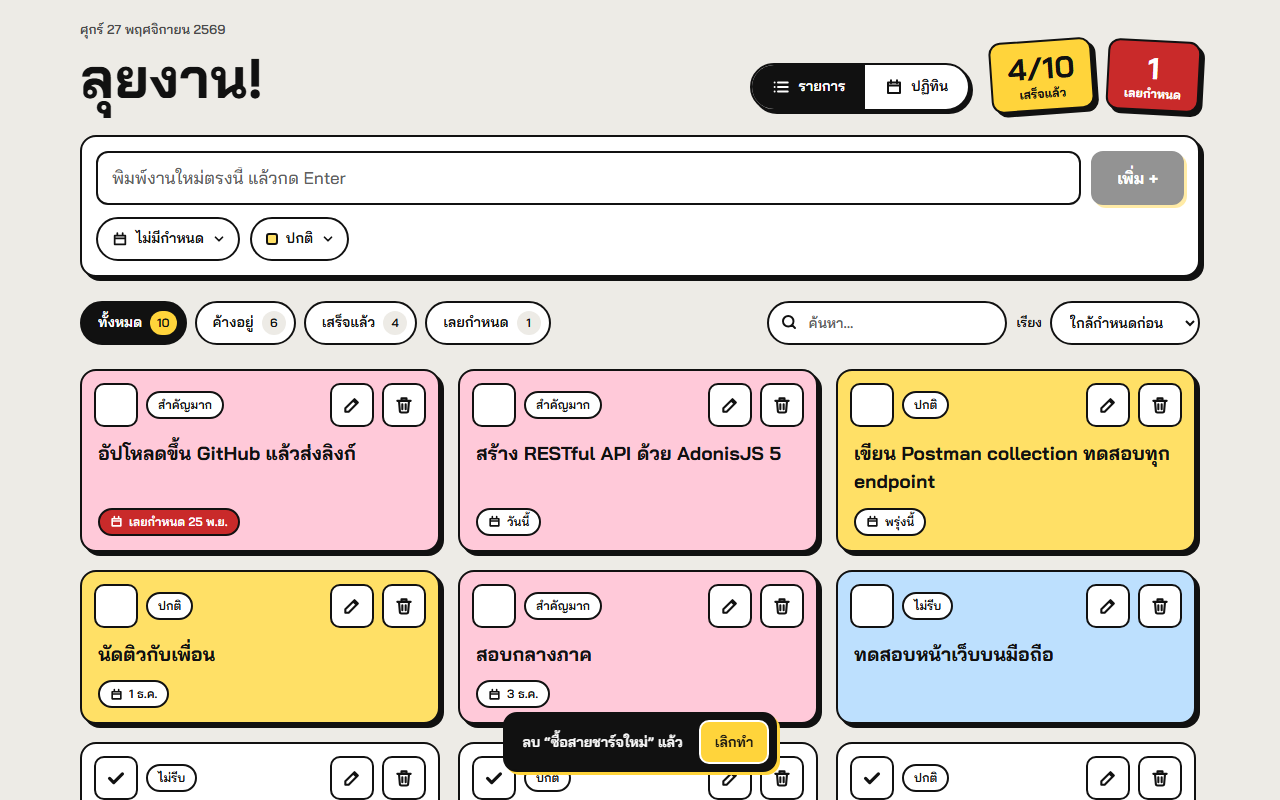 ศุกร์ 27 พฤศจิกายน 2569
ลุยงาน!
รายการ
ปฏิทิน
4/10
เสร็จแล้ว
1
เลยกำหนด
พิมพ์งานใหม่ตรงนี้ แล้วกด Enter
เพิ่ม +
ไม่มีกำหนด
ปกติ
ทั้งหมด 10
ค้างอยู่ 6
เสร็จแล้ว 4
เลยกำหนด 1
ค้นหา...
เรียง
ใกล้กำหนดก่อน
สำคัญมาก
อัปโหลดขึ้น GitHub แล้วส่งลิงก์
เลยกำหนด 25 พ.ย.
สำคัญมาก
สร้าง RESTful API ด้วย AdonisJS 5
วันนี้
ปกติ
เขียน Postman collection ทดสอบทุก
endpoint
พรุ่งนี้
ปกติ
นัดติวกับเพื่อน
1 ธ.ค.
สำคัญมาก
สอบกลางภาค
3 ธ.ค.
ไม่รีบ
ทดสอบหน้าเว็บบนมือถือ
ลบ “ซื้อสายชาร์จใหม่” แล้ว
เลิกทำ
ไม่รีบ
ปกติ
ปกติ